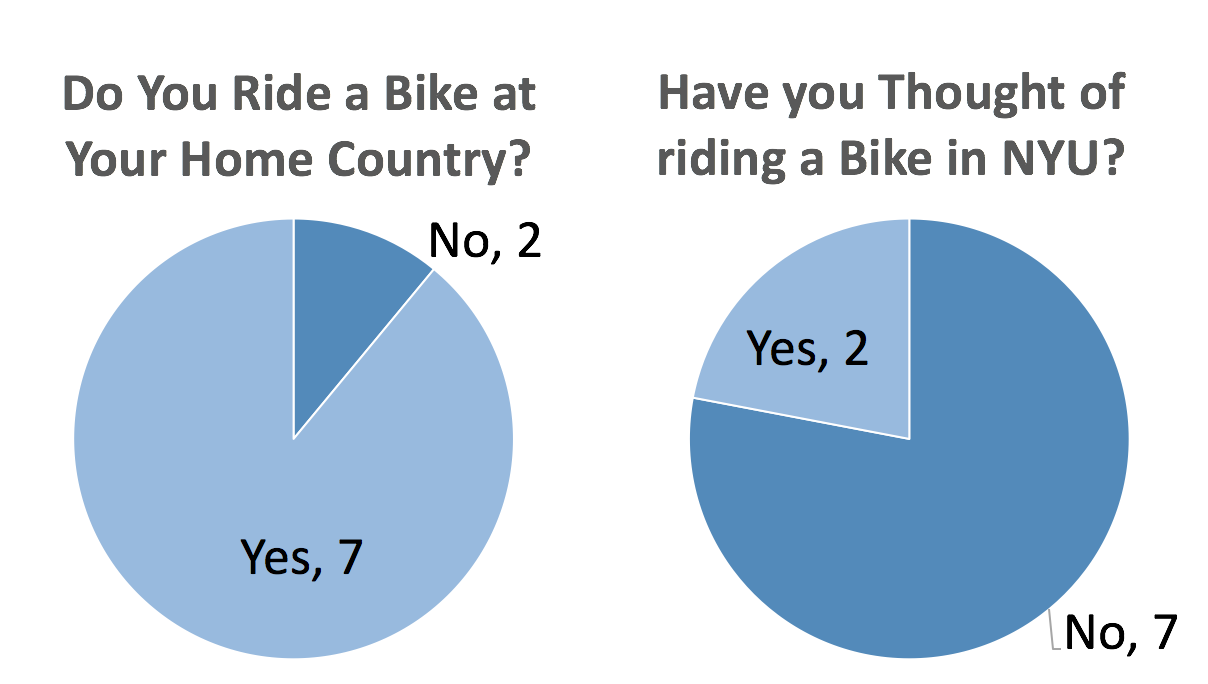 Do You Ride a Bike at
Your Home Country?
No, 2
Yes, 7
Have you Thought of
riding a Bike in NYU?
Yes, 2
No, 7